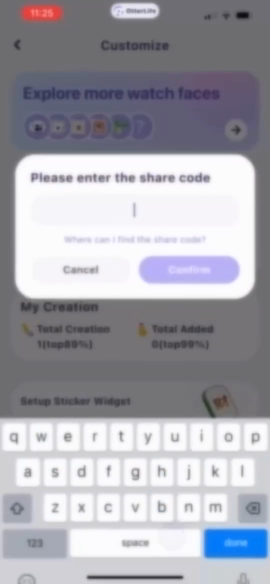 11:25
OtterLife
Customize
Explore more watch faces
Please enter the share code
Where can i find the share code?
Cancel
Confirm
My Creation
Total Creation
Total Added
1(top89%)
0(top99%)
Setup Sticker Widget
q w e r t y u i o p
a s d f g h j k l
z x c v b n m
123
space
done